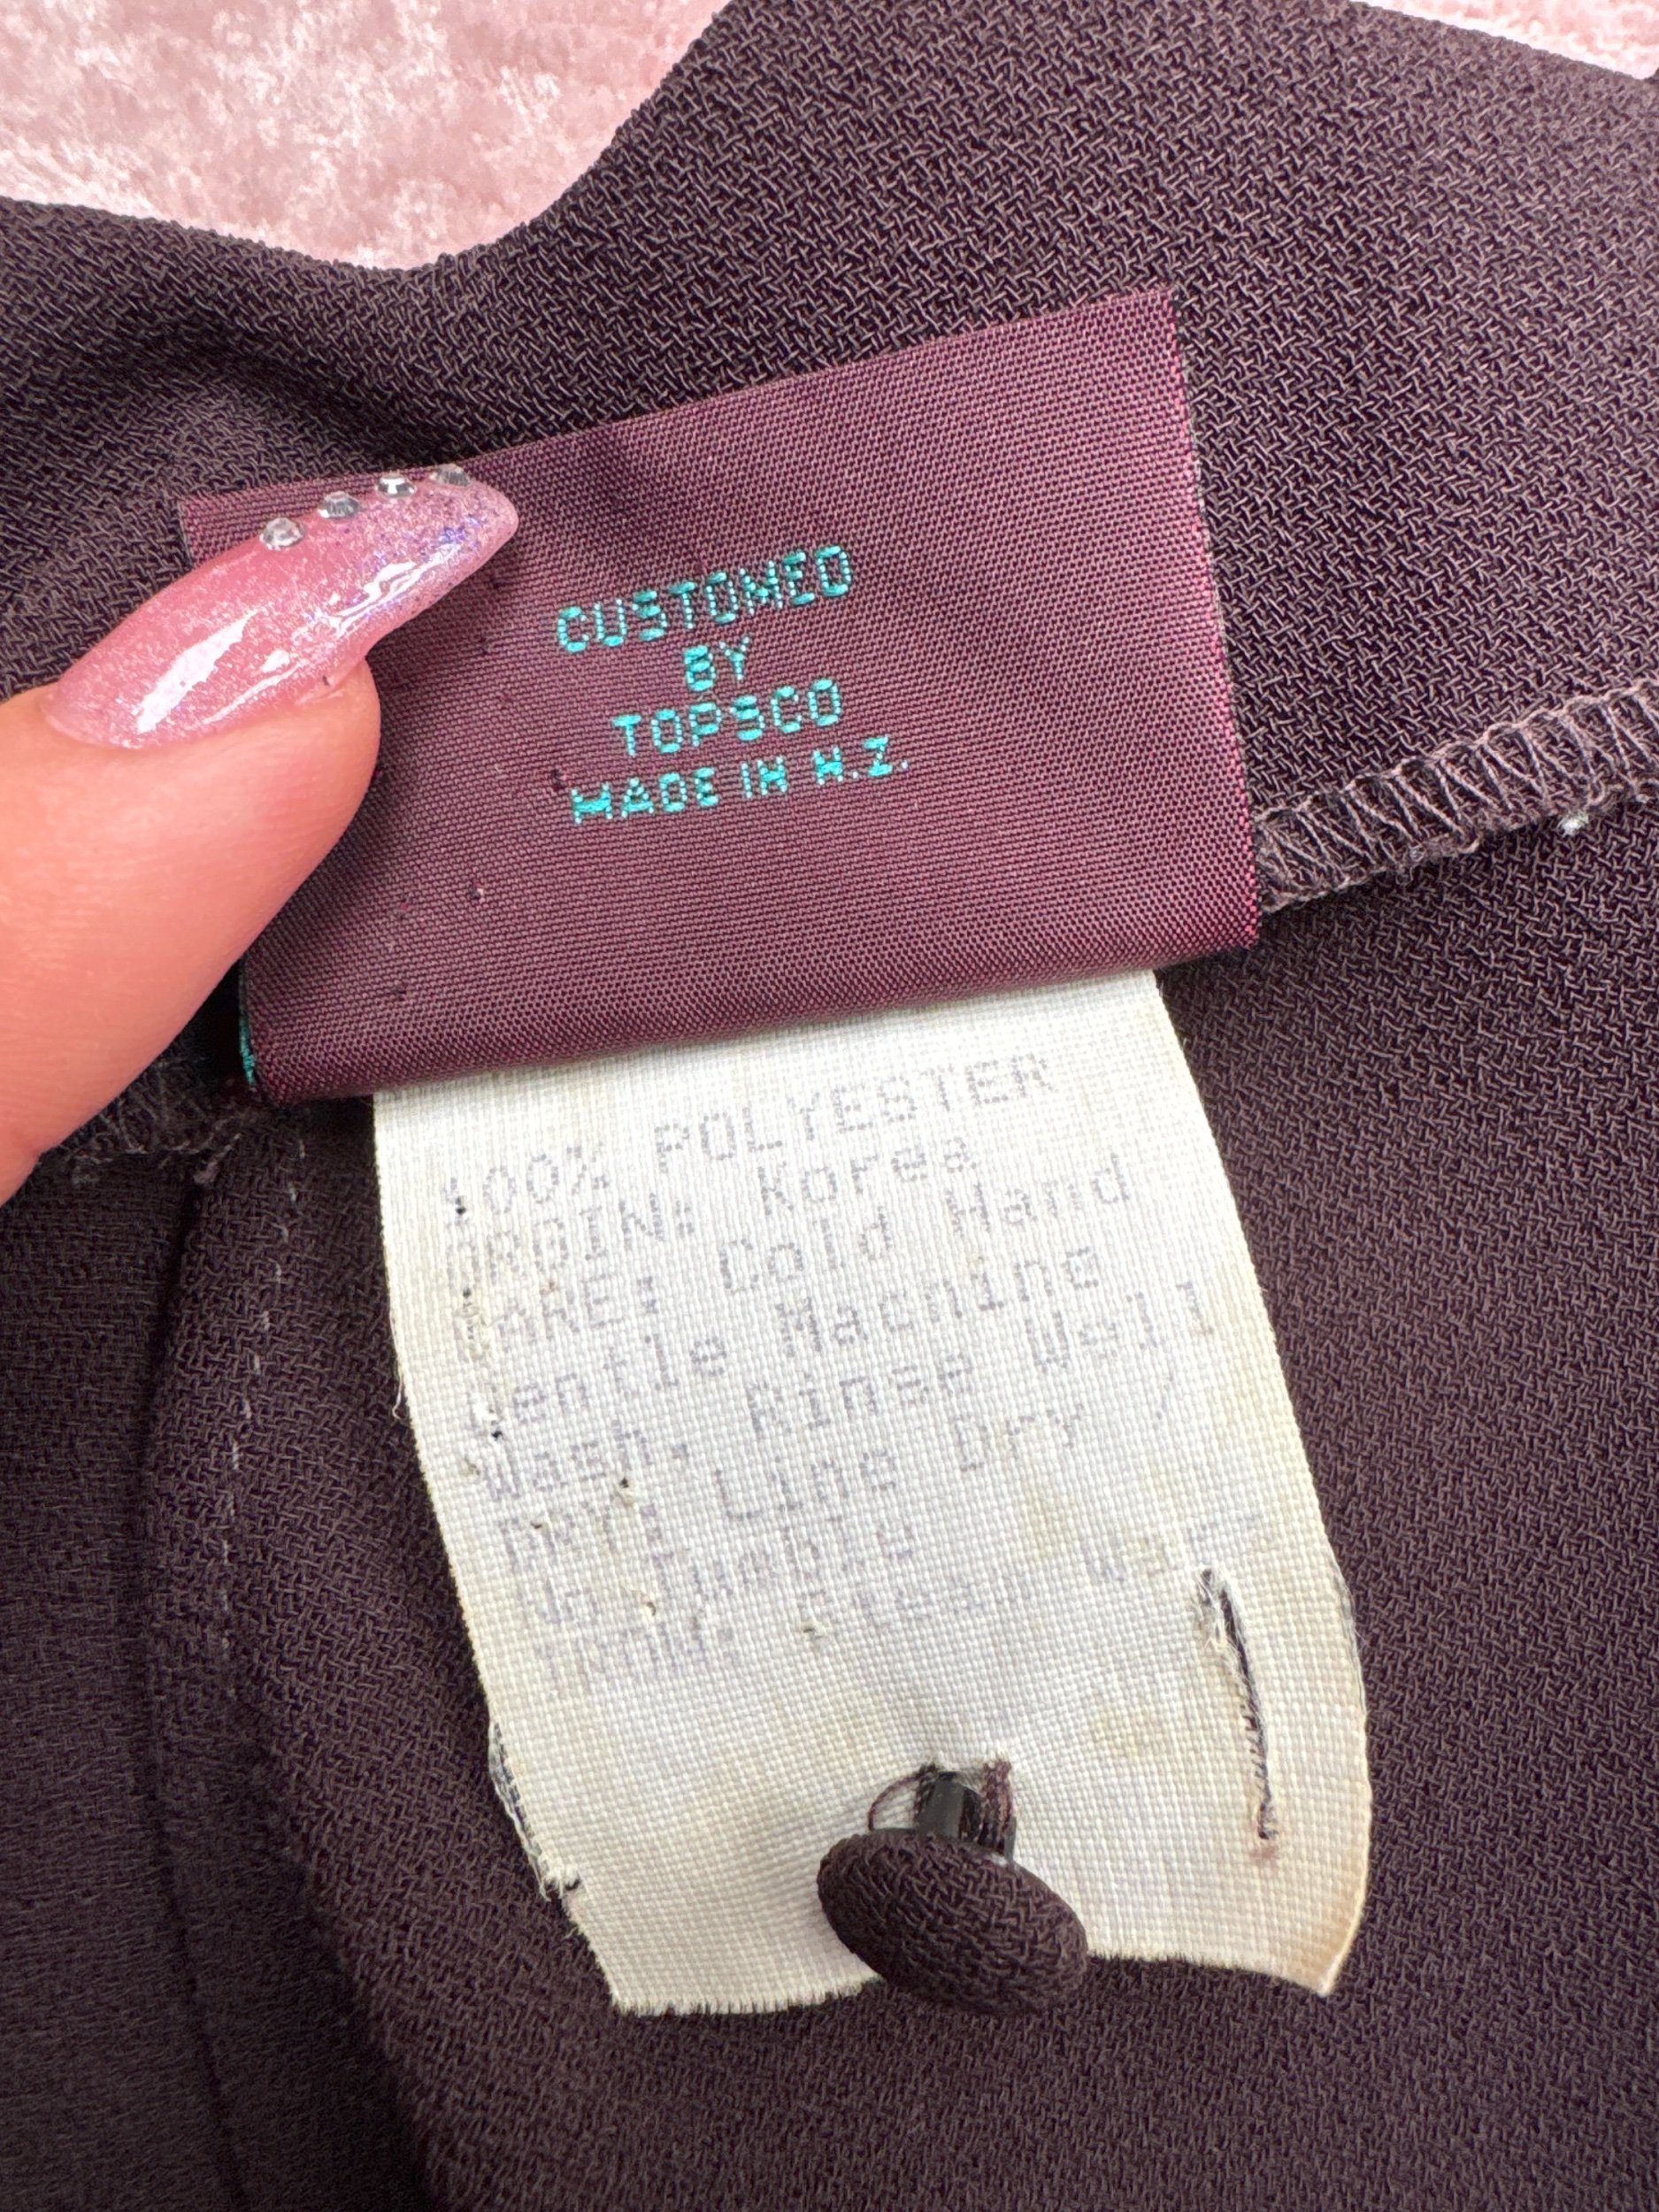 CUSTOMED
BY
TOPSCO
MADE IN N.Z.
100% POLYESTER
ORGIN: Korea
CARE: Cold Hand
Gentle Machine
Wash. Rinse Well
DRY: Line Dry
Tumble